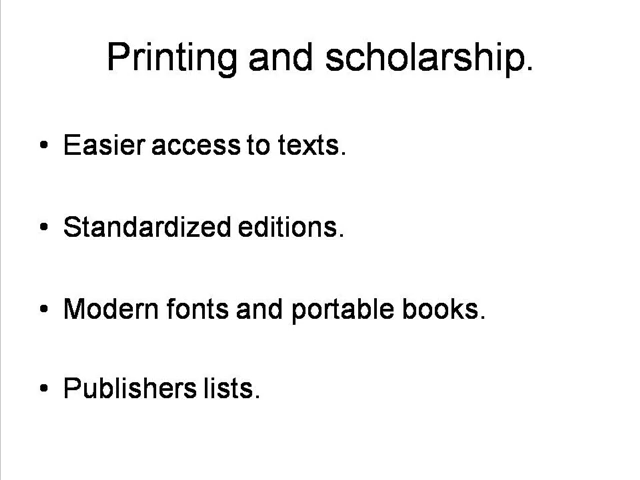 Printing and scholarship.
• Easier access to texts.
• Standardized editions.
• Modern fonts and portable books.
• Publishers lists.